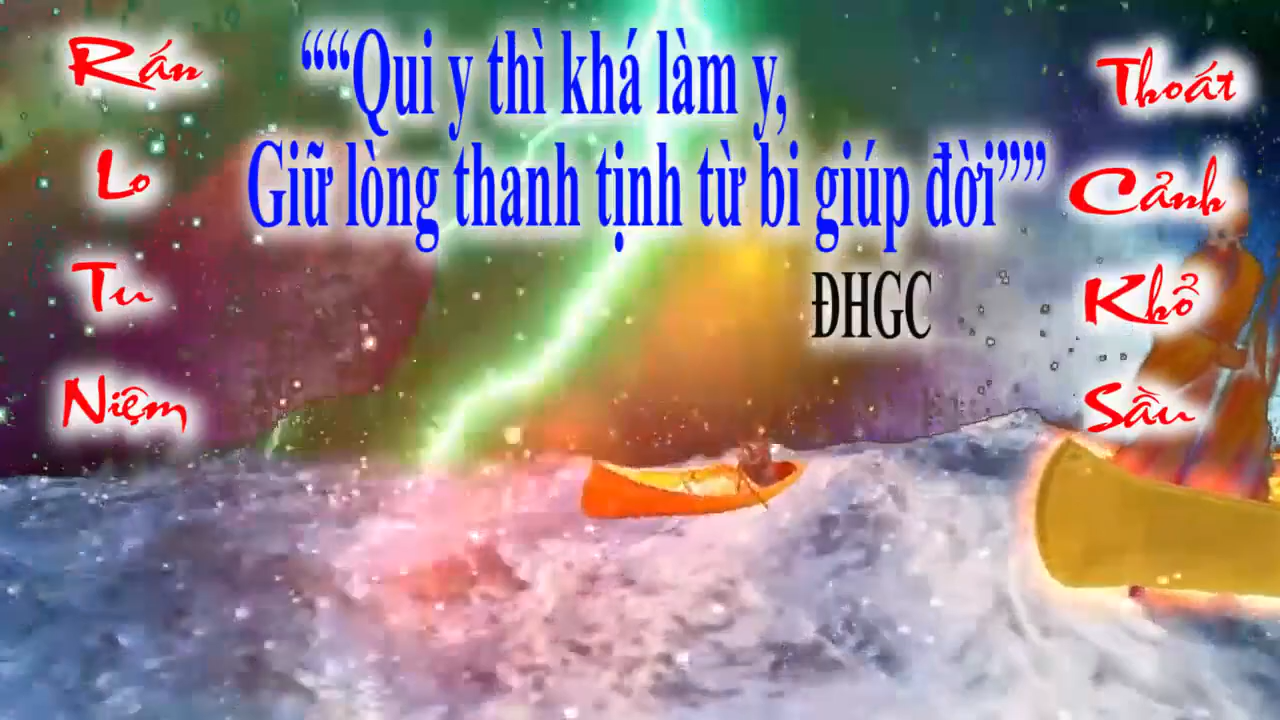 Rán
Lo
Tu
Niệm
““Qui y thì khá làm y,
Giữ lòng thanh tịnh từ bi giúp đời””
ĐHGC
Thoát
Cảnh
Khổ
Sầu